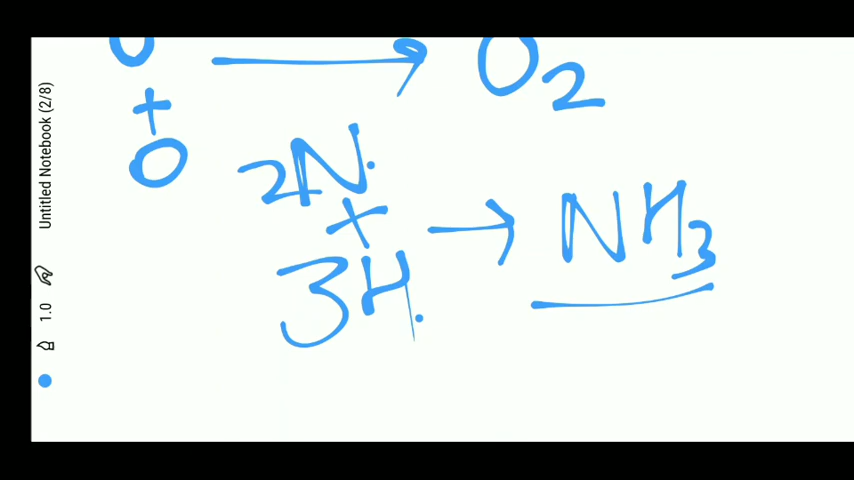 O → O₂
+
O
2N.
+ → NH₃
3H.
Untitled Notebook (2/8)
1.0